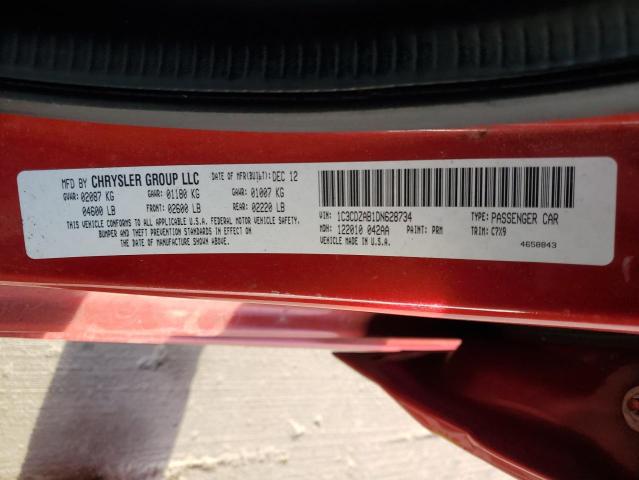 MFD BY CHRYSLER GROUP LLC DATE OF MFR(BUILT): DEC 12
GVWR: 02087 KG GAWR: 01180 KG GAWR: 01007 KG
04600 LB FRONT: 02600 LB REAR: 02220 LB
THIS VEHICLE CONFORMS TO ALL APPLICABLE U.S.A. FEDERAL MOTOR VEHICLE SAFETY,
BUMPER AND THEFT PREVENTION STANDARDS IN EFFECT ON
THE DATE OF MANUFACTURE SHOWN ABOVE.
VIN: 1C3CDZAB1DN628734 TYPE: PASSENGER CAR
MDH: 122010 042AA PAINT: PRM TRIM: C7X9
VEHICLE MADE IN U.S.A. 4658843